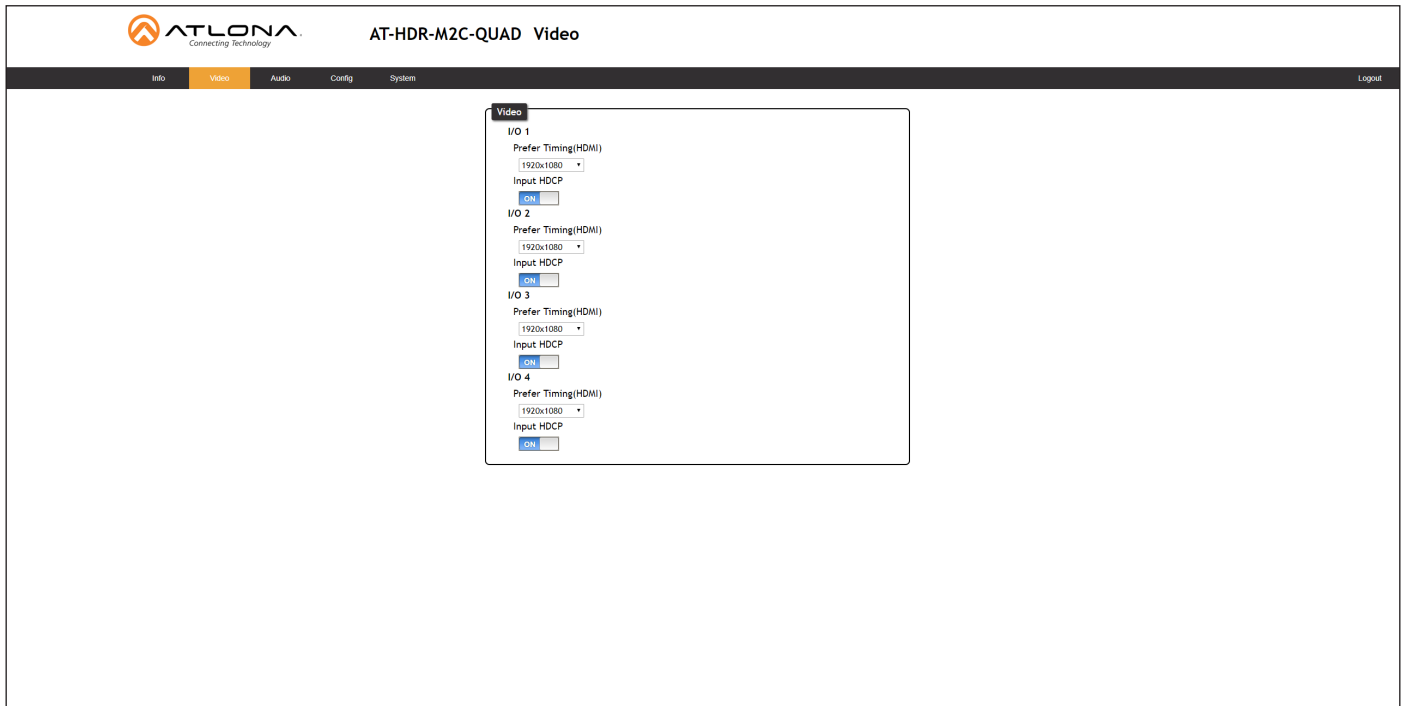 ATLONA.
Connecting Technology
AT-HDR-M2C-QUAD Video
Info Video Audio Config System Logout
Video
I/O 1
Prefer Timing(HDMI)
1920x1080
Input HDCP
ON
I/O 2
Prefer Timing(HDMI)
1920x1080
Input HDCP
ON
I/O 3
Prefer Timing(HDMI)
1920x1080
Input HDCP
ON
I/O 4
Prefer Timing(HDMI)
1920x1080
Input HDCP
ON